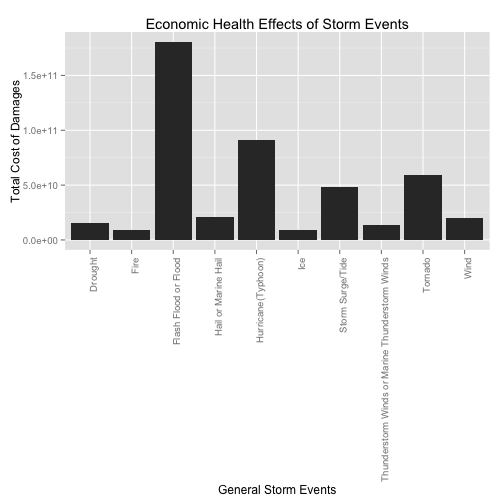 Economic Health Effects of Storm Events
Total Cost of Damages
1.5e+11
1.0e+11
5.0e+10
0.0e+00
Drought
Fire
Flash Flood or Flood
Hail or Marine Hail
Hurricane(Typhoon)
Ice
Storm Surge/Tide
Thunderstorm Winds or Marine Thunderstorm Winds
Tornado
Wind
General Storm Events